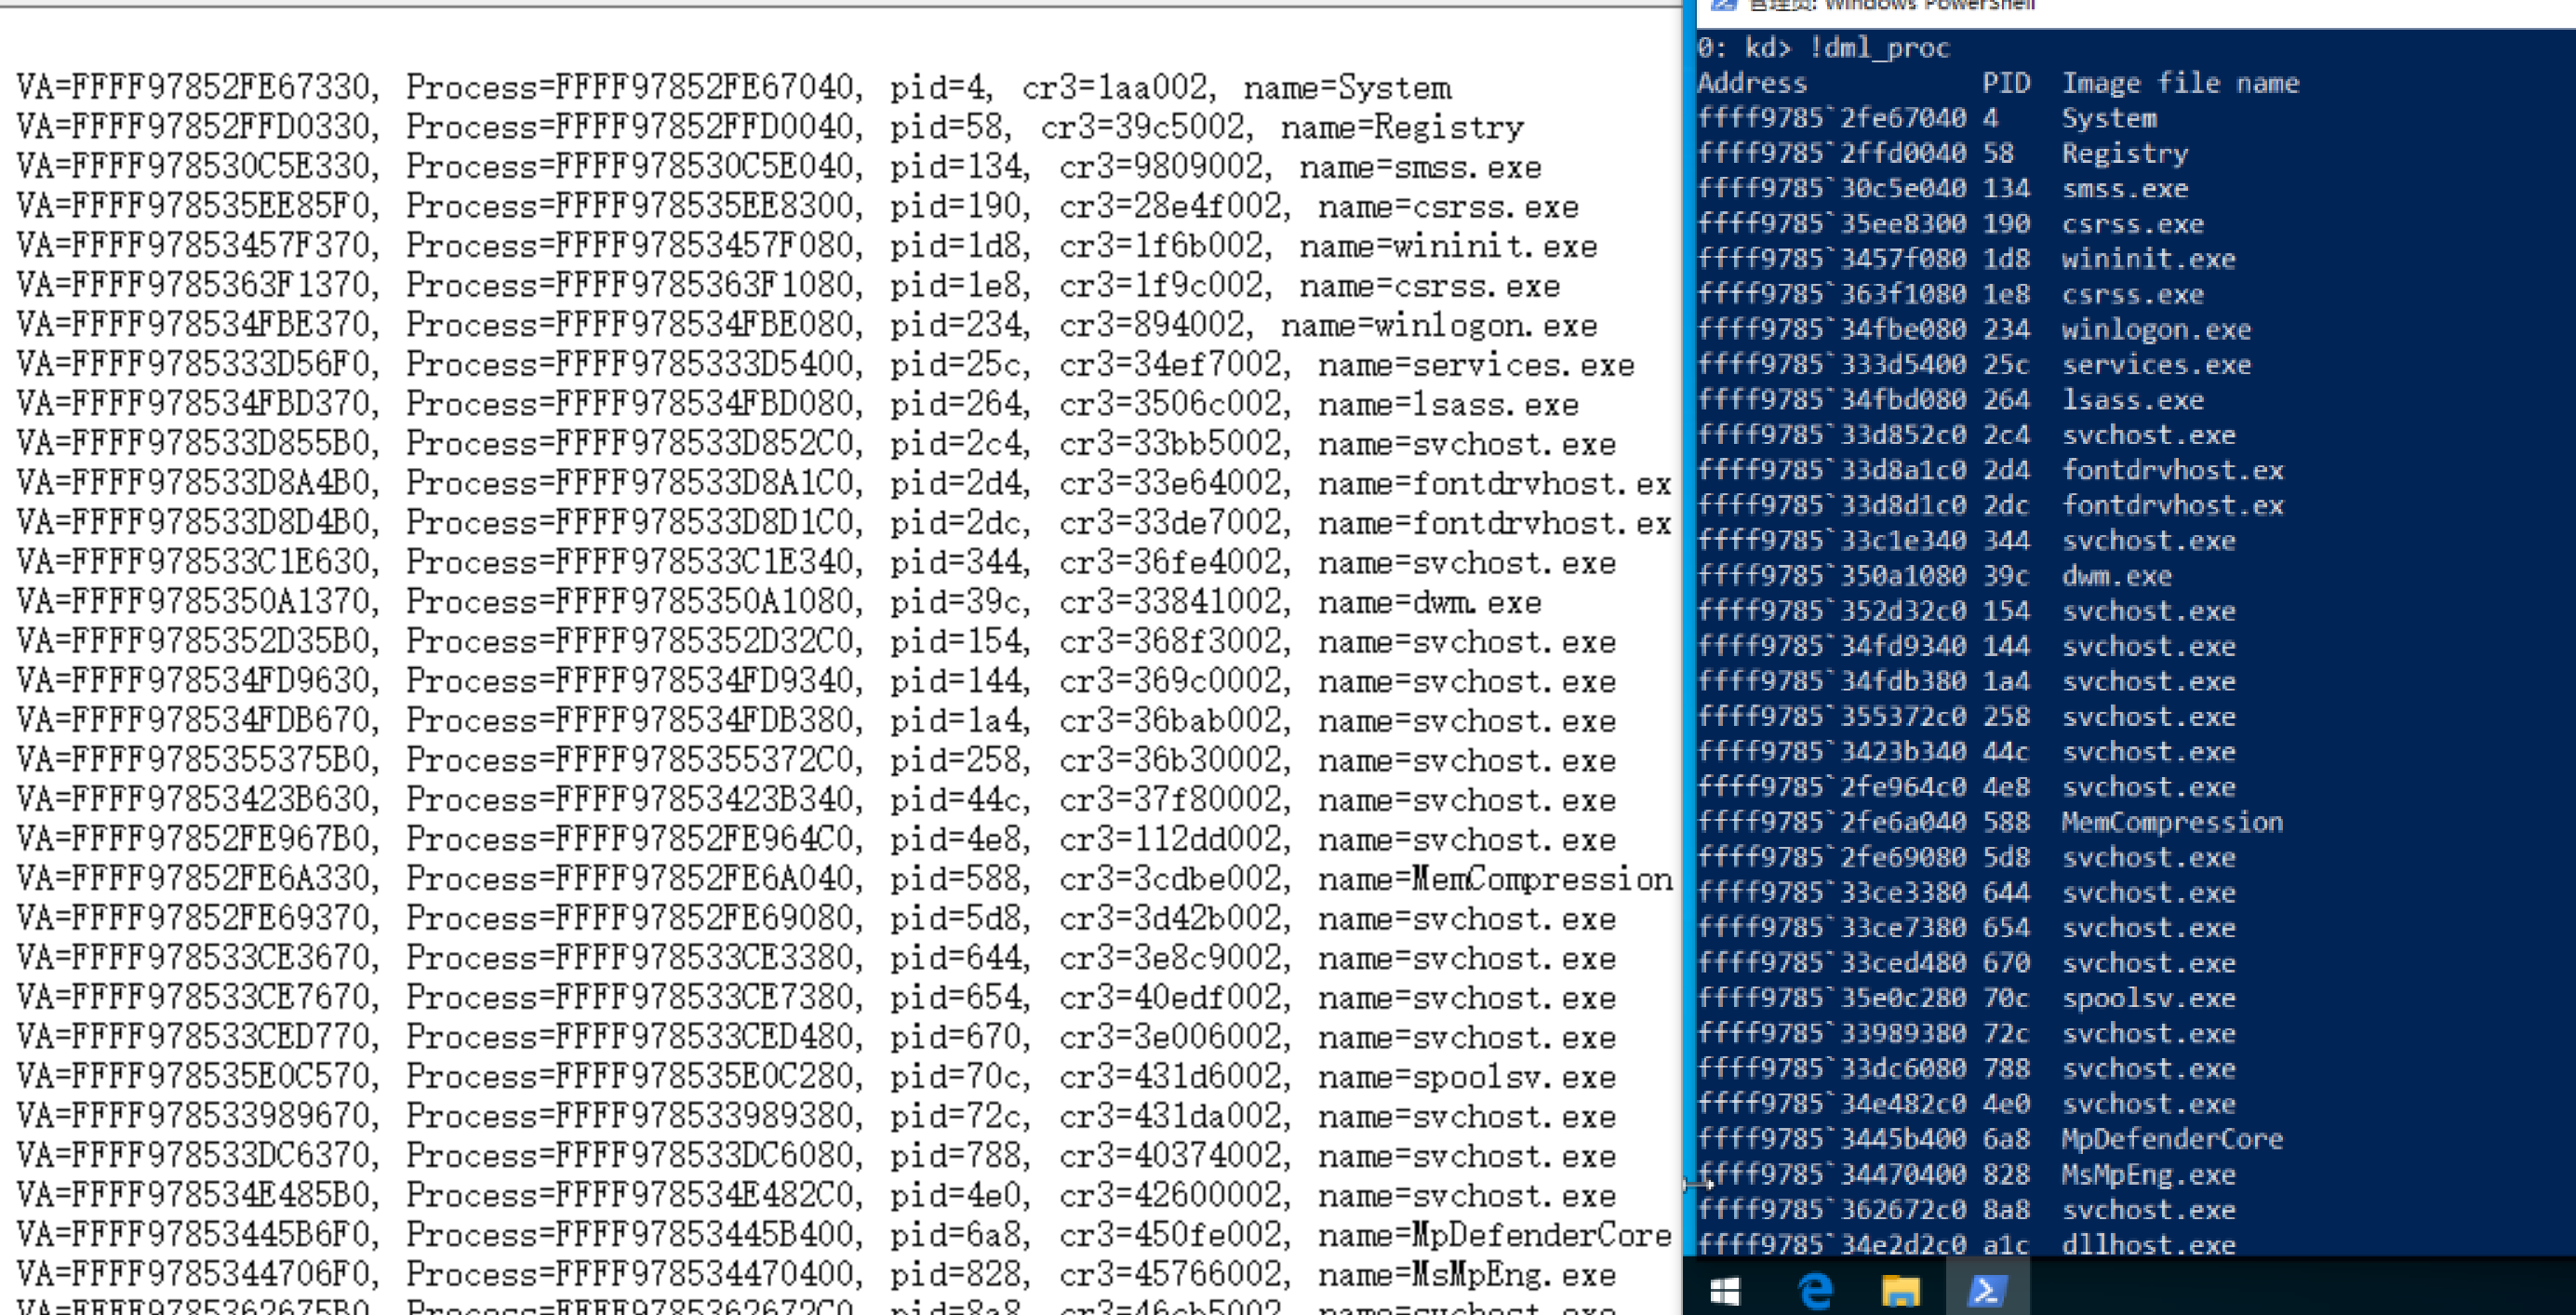 VA=FFFF97852FE67330, Process=FFFF97852FE67040, pid=4, cr3=1aa002, name=System
VA=FFFF97852FFD0330, Process=FFFF97852FFD0040, pid=58, cr3=39c5002, name=Registry
VA=FFFF978530C5E330, Process=FFFF978530C5E040, pid=134, cr3=9809002, name=smss.exe
VA=FFFF978535EE85F0, Process=FFFF978535EE8300, pid=190, cr3=28e4f002, name=csrss.exe
VA=FFFF97853457F370, Process=FFFF97853457F080, pid=1d8, cr3=1f6b002, name=wininit.exe
VA=FFFF9785363F1370, Process=FFFF9785363F1080, pid=1e8, cr3=1f9c002, name=csrss.exe
VA=FFFF978534FBE370, Process=FFFF978534FBE080, pid=234, cr3=894002, name=winlogon.exe
VA=FFFF9785333D56F0, Process=FFFF9785333D5400, pid=25c, cr3=34ef7002, name=services.exe
VA=FFFF978534FBD370, Process=FFFF978534FBD080, pid=264, cr3=3506c002, name=lsass.exe
VA=FFFF978533D855B0, Process=FFFF978533D852C0, pid=2c4, cr3=33bb5002, name=svchost.exe
VA=FFFF978533D8A4B0, Process=FFFF978533D8A1C0, pid=2d4, cr3=33e64002, name=fontdrvhost.ex
VA=FFFF978533D8D4B0, Process=FFFF978533D8D1C0, pid=2dc, cr3=33de7002, name=fontdrvhost.ex
VA=FFFF978533C1E630, Process=FFFF978533C1E340, pid=344, cr3=36fe4002, name=svchost.exe
VA=FFFF9785350A1370, Process=FFFF9785350A1080, pid=39c, cr3=33841002, name=dwm.exe
VA=FFFF9785352D35B0, Process=FFFF9785352D32C0, pid=154, cr3=368f3002, name=svchost.exe
VA=FFFF978534FD9630, Process=FFFF978534FD9340, pid=144, cr3=369c0002, name=svchost.exe
VA=FFFF978534FDB670, Process=FFFF978534FDB380, pid=1a4, cr3=36bab002, name=svchost.exe
VA=FFFF9785355375B0, Process=FFFF9785355372C0, pid=258, cr3=36b30002, name=svchost.exe
VA=FFFF97853423B630, Process=FFFF97853423B340, pid=44c, cr3=37f80002, name=svchost.exe
VA=FFFF97852FE967B0, Process=FFFF97852FE964C0, pid=4e8, cr3=112dd002, name=svchost.exe
VA=FFFF97852FE6A330, Process=FFFF97852FE6A040, pid=588, cr3=3cdbe002, name=MemCompression
VA=FFFF97852FE69370, Process=FFFF97852FE69080, pid=5d8, cr3=3d42b002, name=svchost.exe
VA=FFFF978533CE3670, Process=FFFF978533CE3380, pid=644, cr3=3e8c9002, name=svchost.exe
VA=FFFF978533CE7670, Process=FFFF978533CE7380, pid=654, cr3=40edf002, name=svchost.exe
VA=FFFF978533CED770, Process=FFFF978533CED480, pid=670, cr3=3e006002, name=svchost.exe
VA=FFFF978535E0C570, Process=FFFF978535E0C280, pid=70c, cr3=431d6002, name=spoolsv.exe
VA=FFFF978533989670, Process=FFFF978533989380, pid=72c, cr3=431da002, name=svchost.exe
VA=FFFF978533DC6370, Process=FFFF978533DC6080, pid=788, cr3=40374002, name=svchost.exe
VA=FFFF978534E485B0, Process=FFFF978534E482C0, pid=4e0, cr3=42600002, name=svchost.exe
VA=FFFF97853445B6F0, Process=FFFF97853445B400, pid=6a8, cr3=450fe002, name=MpDefenderCore
VA=FFFF9785344706F0, Process=FFFF978534470400, pid=828, cr3=45766002, name=MsMpEng.exe
VA=FFFF9785362675B0, Process=FFFF9785362672C0, pid=8a8, cr3=46cb5002, name=svchost.exe
管理员: Windows PowerShell
0: kd> !dml_proc
Address PID Image file name
ffff9785`2fe67040 4 System
ffff9785`2ffd0040 58 Registry
ffff9785`30c5e040 134 smss.exe
ffff9785`35ee8300 190 csrss.exe
ffff9785`3457f080 1d8 wininit.exe
ffff9785`363f1080 1e8 csrss.exe
ffff9785`34fbe080 234 winlogon.exe
ffff9785`333d5400 25c services.exe
ffff9785`34fbd080 264 lsass.exe
ffff9785`33d852c0 2c4 svchost.exe
ffff9785`33d8a1c0 2d4 fontdrvhost.ex
ffff9785`33d8d1c0 2dc fontdrvhost.ex
ffff9785`33c1e340 344 svchost.exe
ffff9785`350a1080 39c dwm.exe
ffff9785`352d32c0 154 svchost.exe
ffff9785`34fd9340 144 svchost.exe
ffff9785`34fdb380 1a4 svchost.exe
ffff9785`355372c0 258 svchost.exe
ffff9785`3423b340 44c svchost.exe
ffff9785`2fe964c0 4e8 svchost.exe
ffff9785`2fe6a040 588 MemCompression
ffff9785`2fe69080 5d8 svchost.exe
ffff9785`33ce3380 644 svchost.exe
ffff9785`33ce7380 654 svchost.exe
ffff9785`33ced480 670 svchost.exe
ffff9785`35e0c280 70c spoolsv.exe
ffff9785`33989380 72c svchost.exe
ffff9785`33dc6080 788 svchost.exe
ffff9785`34e482c0 4e0 svchost.exe
ffff9785`3445b400 6a8 MpDefenderCore
ffff9785`34470400 828 MsMpEng.exe
ffff9785`362672c0 8a8 svchost.exe
ffff9785`34e2d2c0 a1c dllhost.exe